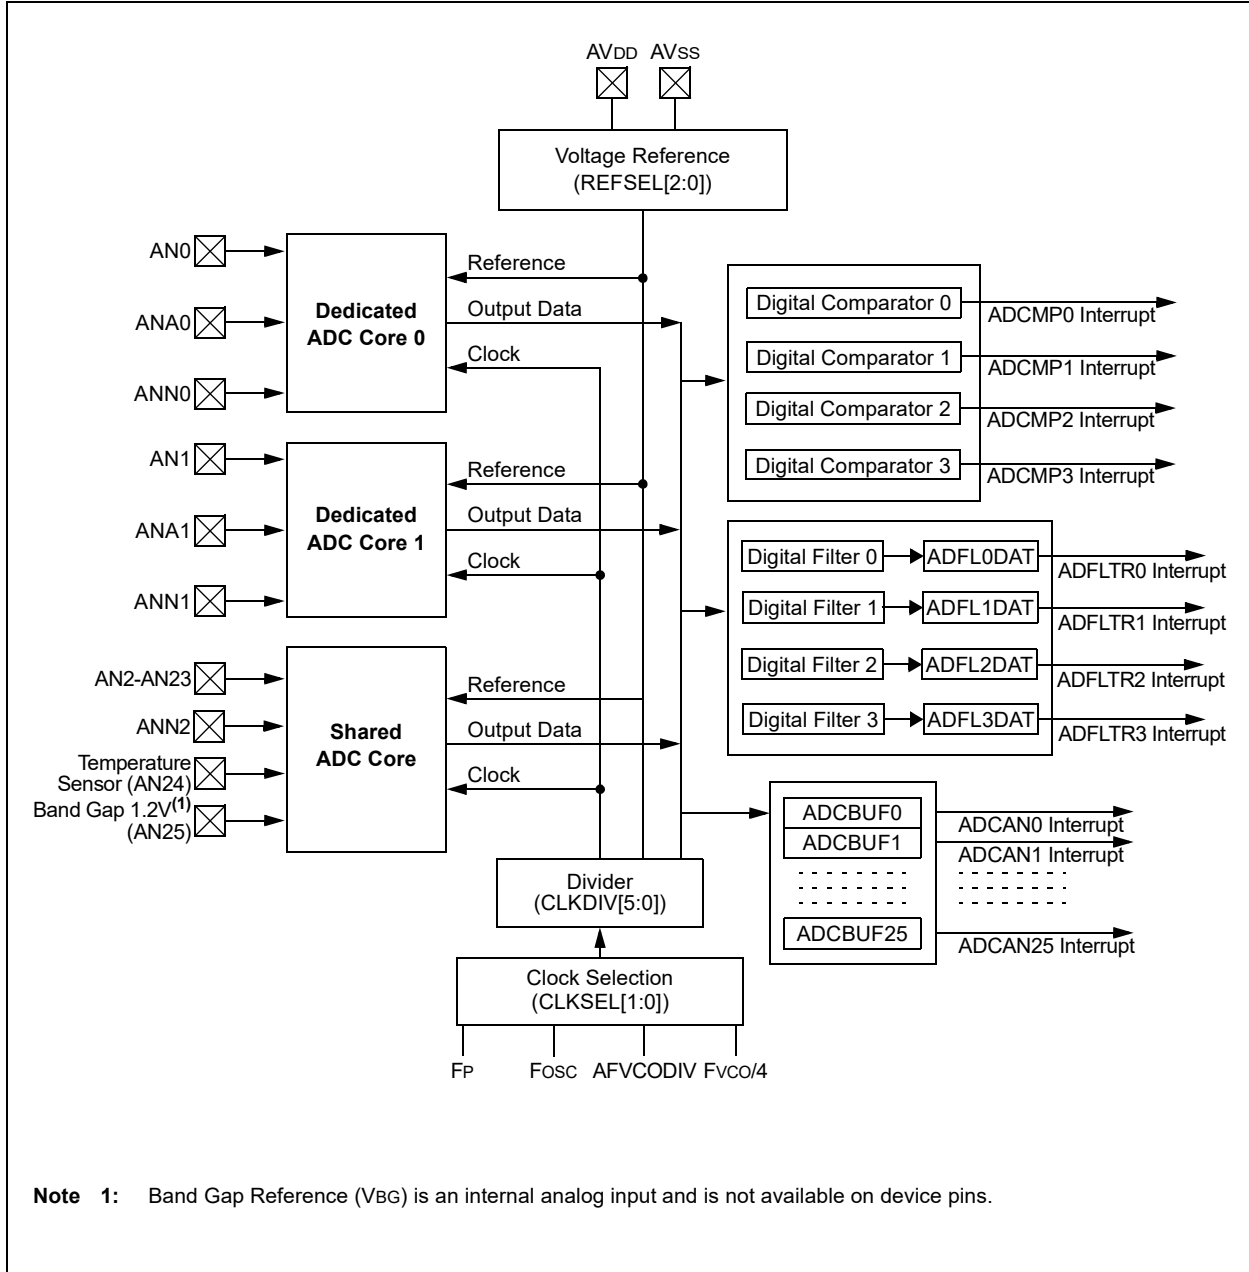 AVDD AVSS
Voltage Reference
(REFSEL[2:0])
AN0
ANA0
ANN0
Dedicated
ADC Core 0
Reference
Output Data
Clock
AN1
ANA1
ANN1
Dedicated
ADC Core 1
Reference
Output Data
Clock
AN2-AN23
ANN2
Temperature
Sensor (AN24)
Band Gap 1.2V(1)
(AN25)
Shared
ADC Core
Reference
Output Data
Clock
Digital Comparator 0
ADCMP0 Interrupt
Digital Comparator 1
ADCMP1 Interrupt
Digital Comparator 2
ADCMP2 Interrupt
Digital Comparator 3
ADCMP3 Interrupt
Digital Filter 0 ADFL0DAT
ADFLTR0 Interrupt
Digital Filter 1 ADFL1DAT
ADFLTR1 Interrupt
Digital Filter 2 ADFL2DAT
ADFLTR2 Interrupt
Digital Filter 3 ADFL3DAT
ADFLTR3 Interrupt
ADCBUF0
ADCAN0 Interrupt
ADCBUF1
ADCAN1 Interrupt
ADCBUF25
ADCAN25 Interrupt
Divider
(CLKDIV[5:0])
Clock Selection
(CLKSEL[1:0])
FP FOSC AFVCODIV FVCO/4
Note 1: Band Gap Reference (VBG) is an internal analog input and is not available on device pins.